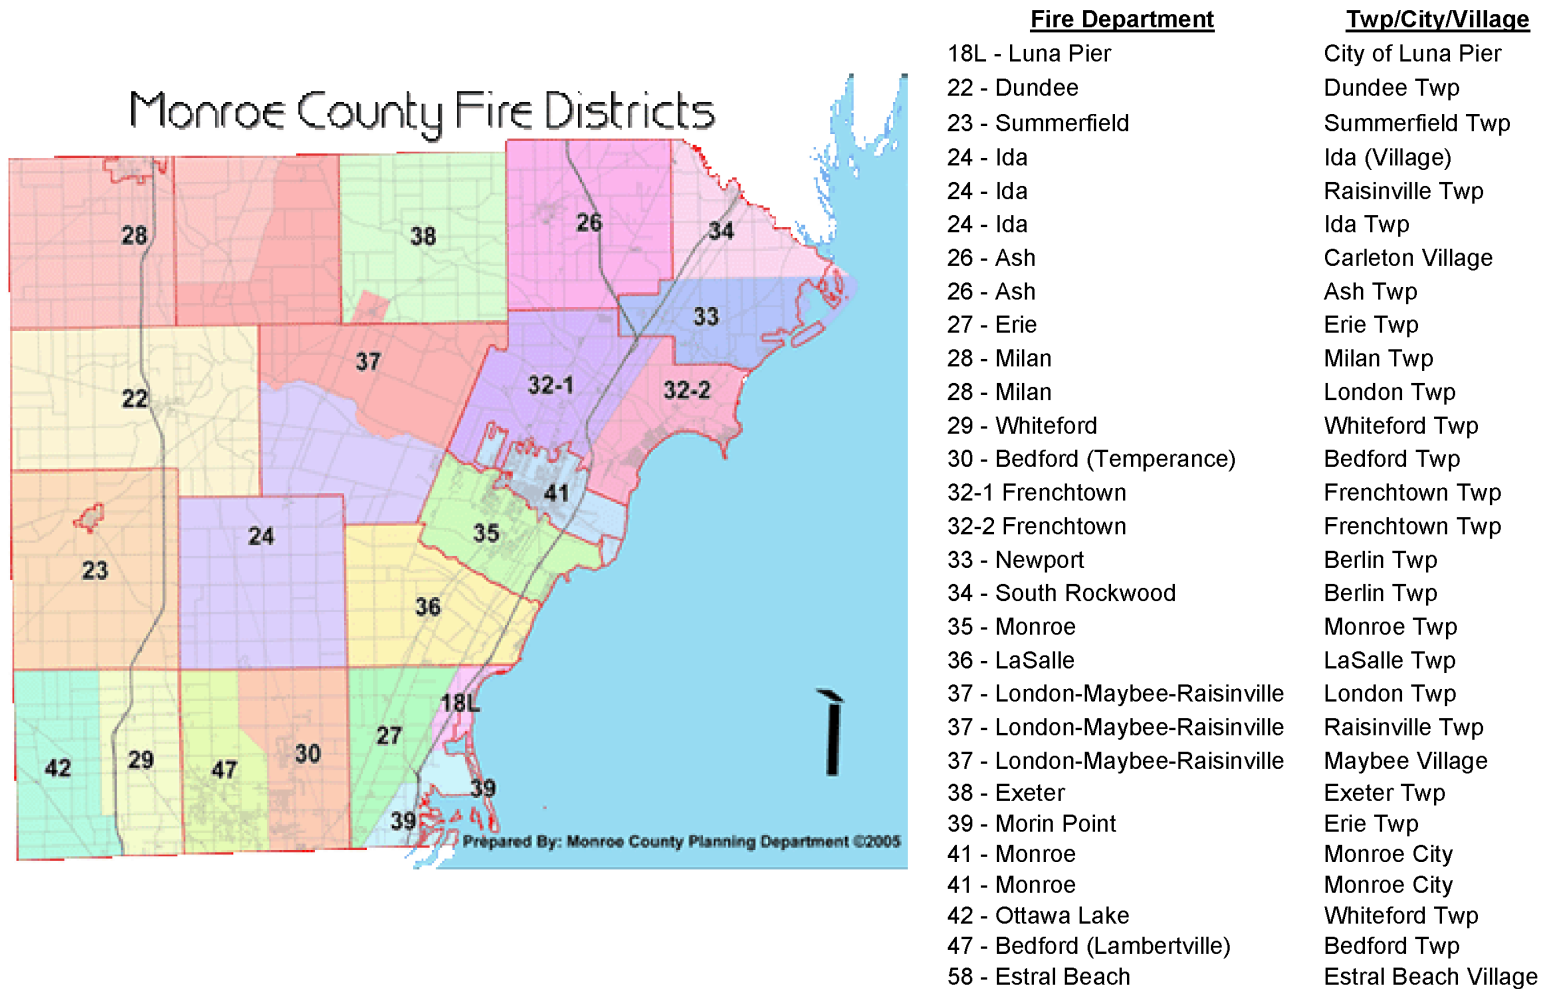 Monroe County Fire Districts
28
38
26
34
33
37
22
32-1
32-2
41
24
35
23
36
18L
27
42
29
47
30
39
39
Prepared By: Monroe County Planning Department ©2005
Fire Department Twp/City/Village
18L - Luna Pier City of Luna Pier
22 - Dundee Dundee Twp
23 - Summerfield Summerfield Twp
24 - Ida Ida (Village)
24 - Ida Raisinville Twp
24 - Ida Ida Twp
26 - Ash Carleton Village
26 - Ash Ash Twp
27 - Erie Erie Twp
28 - Milan Milan Twp
28 - Milan London Twp
29 - Whiteford Whiteford Twp
30 - Bedford (Temperance) Bedford Twp
32-1 Frenchtown Frenchtown Twp
32-2 Frenchtown Frenchtown Twp
33 - Newport Berlin Twp
34 - South Rockwood Berlin Twp
35 - Monroe Monroe Twp
36 - LaSalle LaSalle Twp
37 - London-Maybee-Raisinville London Twp
37 - London-Maybee-Raisinville Raisinville Twp
37 - London-Maybee-Raisinville Maybee Village
38 - Exeter Exeter Twp
39 - Morin Point Erie Twp
41 - Monroe Monroe City
41 - Monroe Monroe City
42 - Ottawa Lake Whiteford Twp
47 - Bedford (Lambertville) Bedford Twp
58 - Estral Beach Estral Beach Village